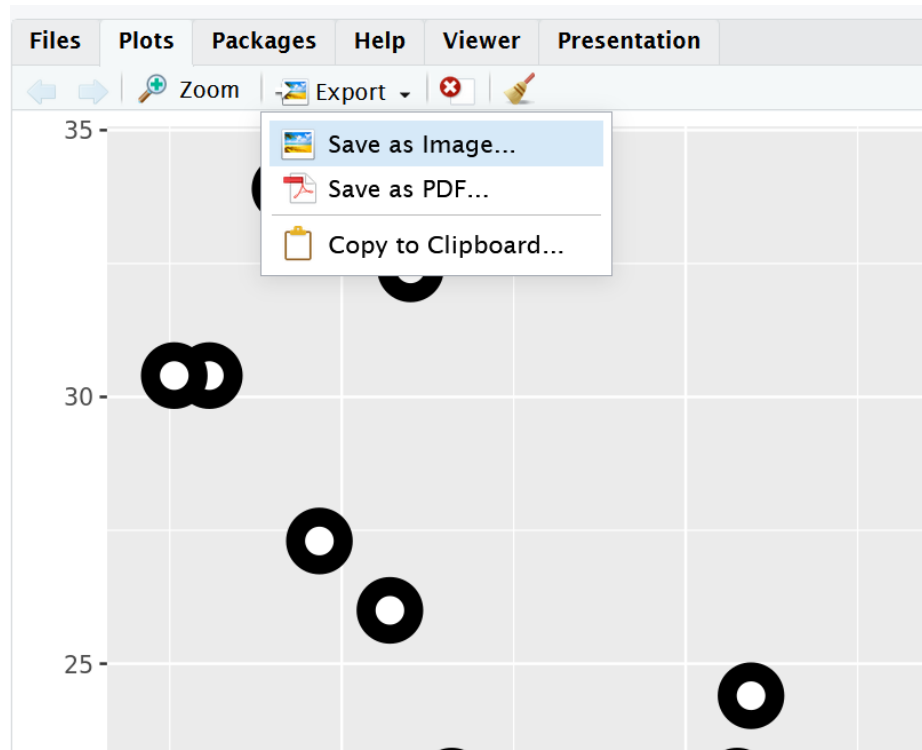 Files Plots Packages Help Viewer Presentation
Zoom Export
35
Save as Image...
Save as PDF...
Copy to Clipboard...
30
25